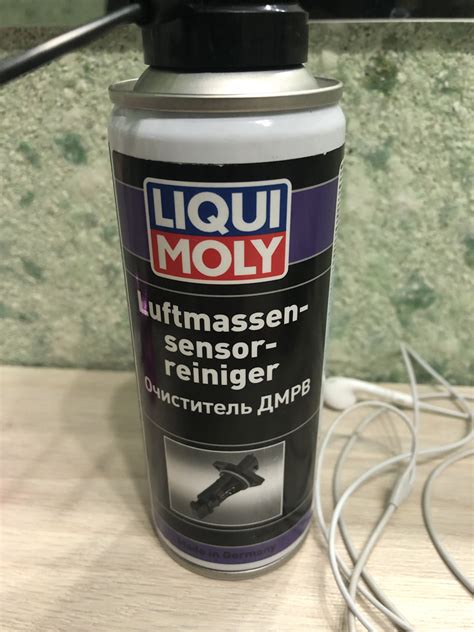 LIQUI
MOLY
Luftmassen-
sensor-
reiniger
Очиститель ДМРВ
Made in Germany